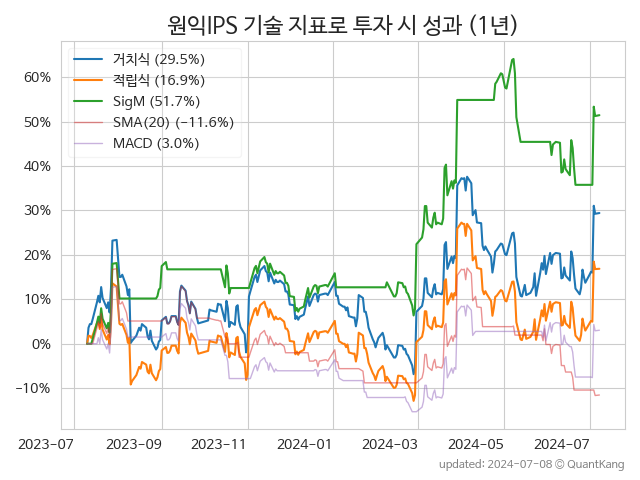 원익IPS 기술 지표로 투자 시 성과 (1년)
거치식 (29.5%)
적립식 (16.9%)
SigM (51.7%)
SMA(20) (−11.6%)
MACD (3.0%)
60%
50%
40%
30%
20%
10%
0%
−10%
2023-07 2023-09 2023-11 2024-01 2024-03 2024-05 2024-07
updated: 2024-07-08 © QuantKang